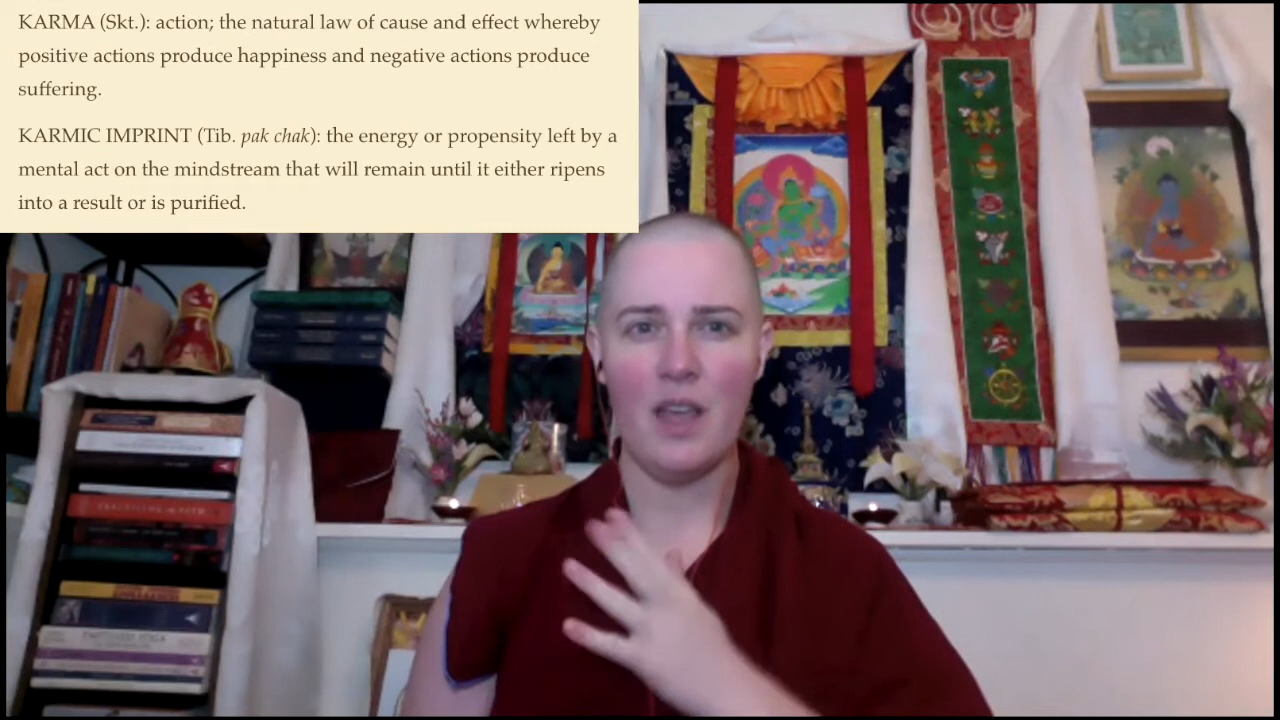 KARMA (Skt.): action; the natural law of cause and effect whereby
positive actions produce happiness and negative actions produce
suffering.
KARMIC IMPRINT (Tib. pak chak): the energy or propensity left by a
mental act on the mindstream that will remain until it either ripens
into a result or is purified.